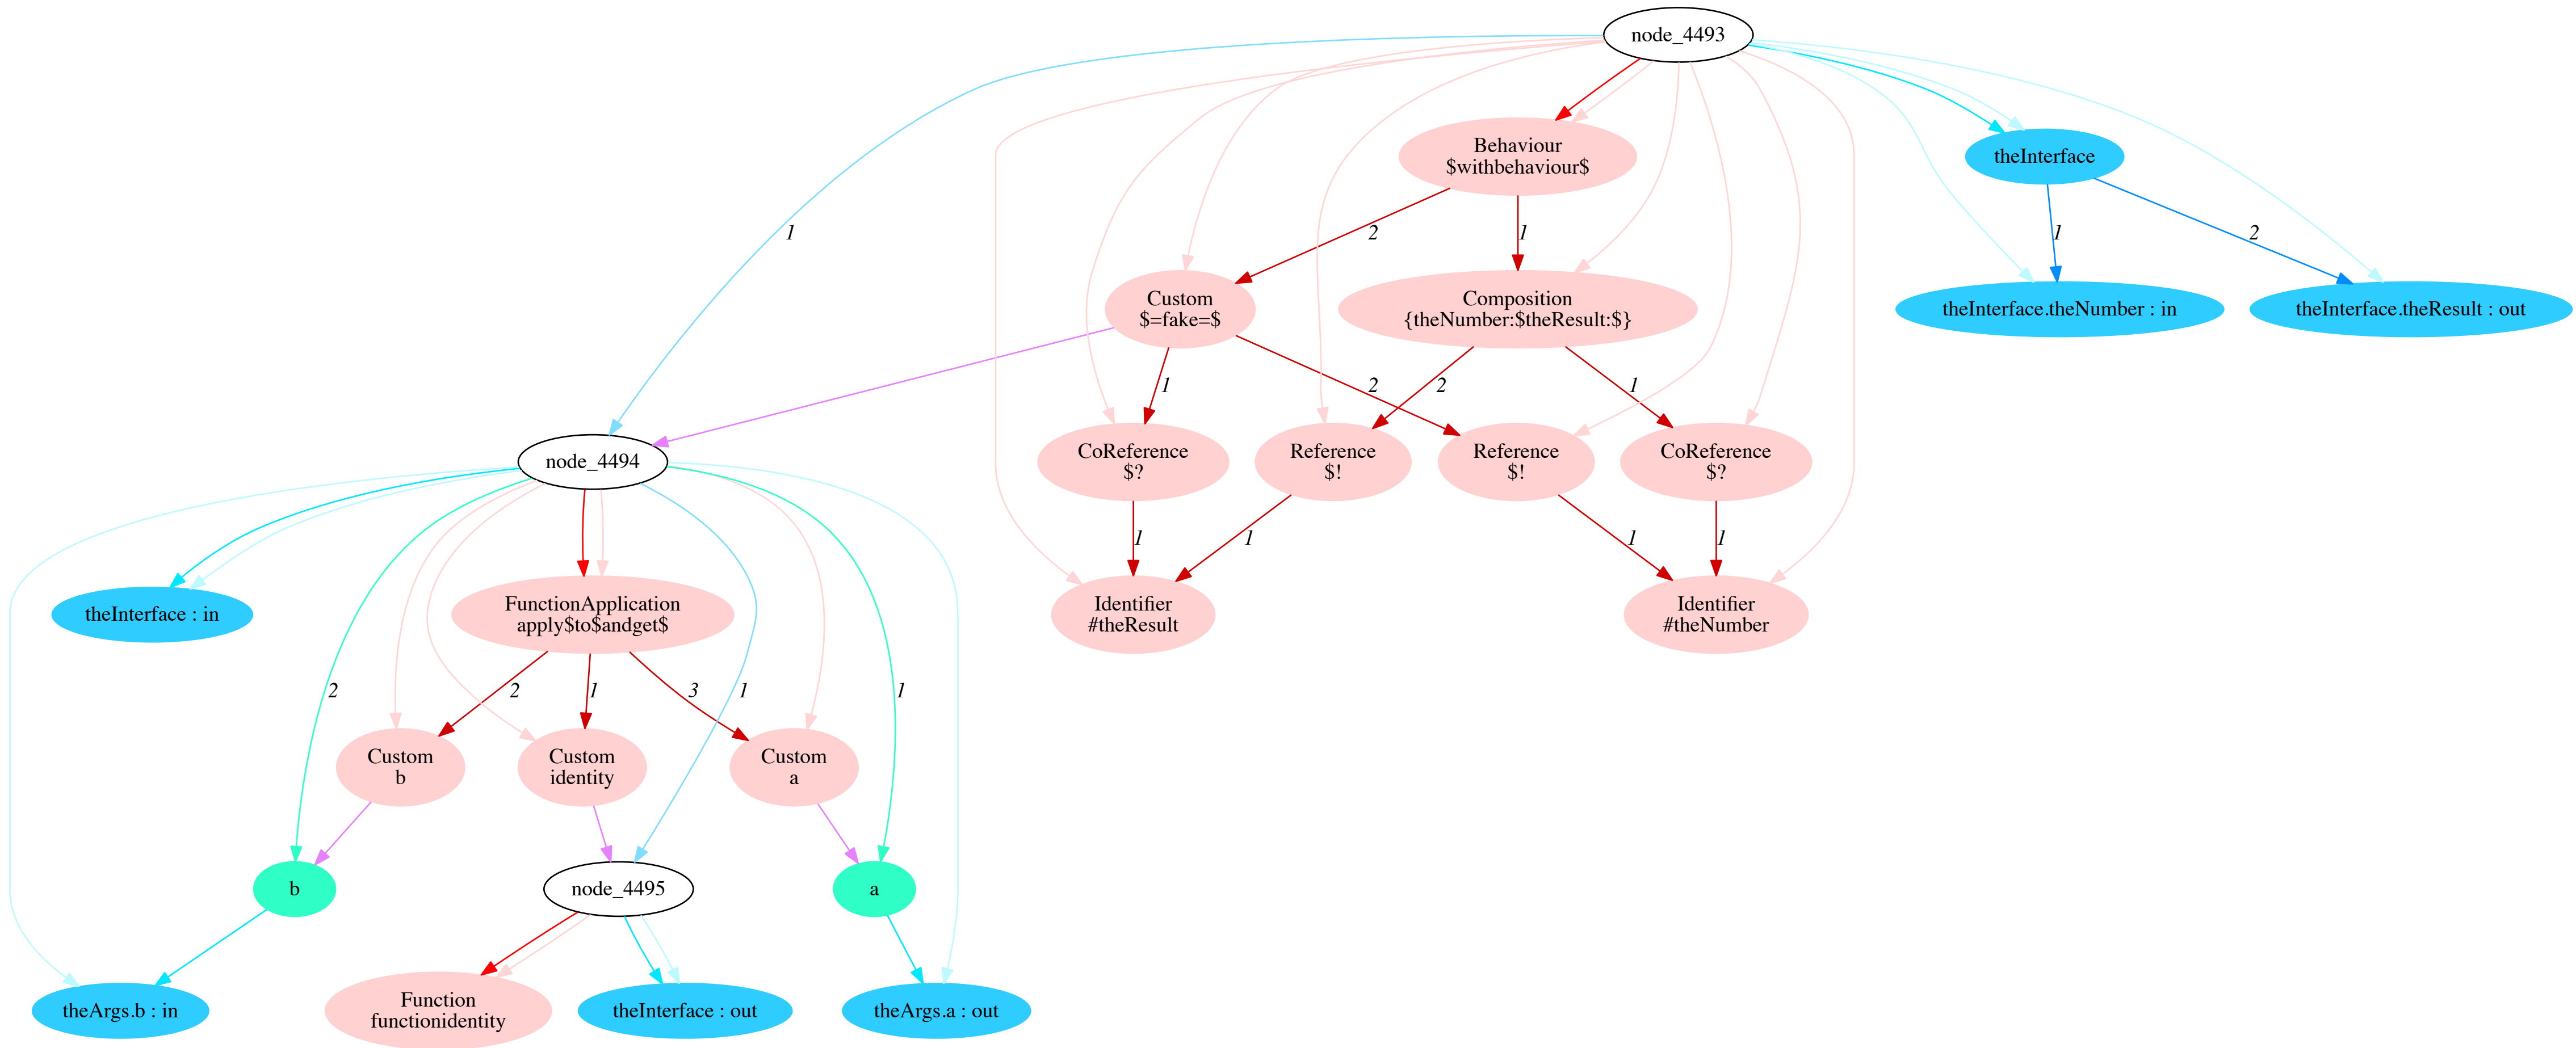 node_4493
Behaviour
$withbehaviour$
theInterface
1
2
1
1
2
Custom
$=fake=$
Composition
{theNumber:$theResult:$}
theInterface.theNumber : in
theInterface.theResult : out
1
2
2
1
node_4494
CoReference
$?
Reference
$!
Reference
$!
CoReference
$?
1
1
1
1
theInterface : in
FunctionApplication
apply$to$andget$
Identifier
#theResult
Identifier
#theNumber
2
2
1
3
1
1
Custom
b
Custom
identity
Custom
a
b
node_4495
a
theArgs.b : in
Function
functionidentity
theInterface : out
theArgs.a : out